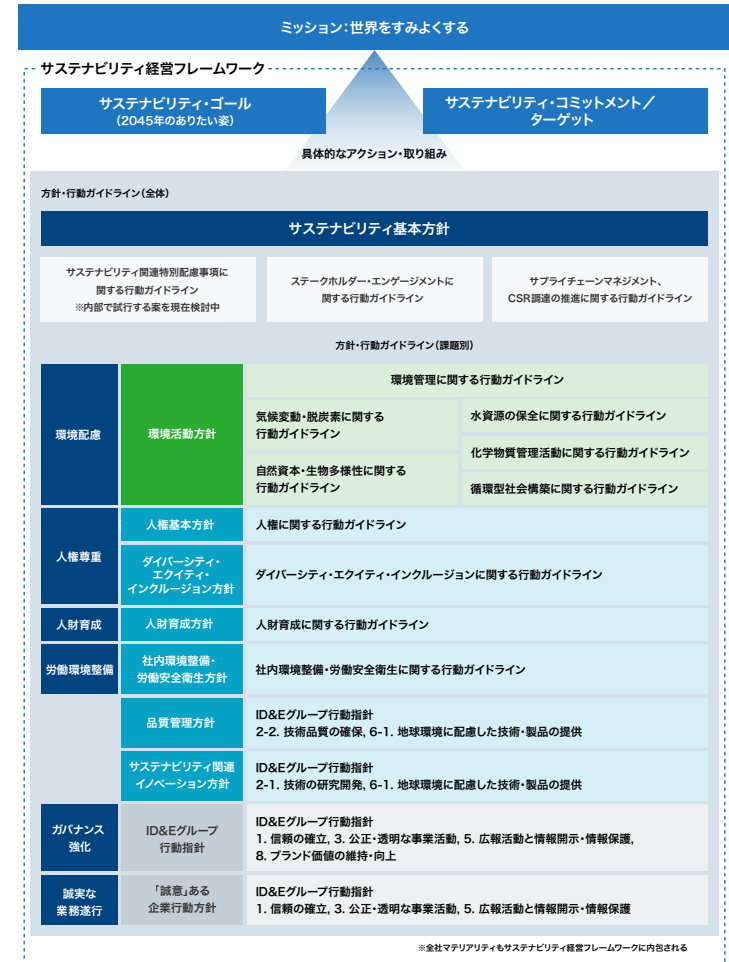 ミッション:世界をすみよくする
サステナビリティ経営フレームワーク
サステナビリティ・ゴール
(2045年のありたい姿)
サステナビリティ・コミットメント/
ターゲット
具体的なアクション・取り組み
方針・行動ガイドライン(全体)
サステナビリティ基本方針
サステナビリティ関連特別配慮事項に
関する行動ガイドライン
※内部で試行する案を現在検討中
ステークホルダー・エンゲージメントに
関する行動ガイドライン
サプライチェーンマネジメント、
CSR調達の推進に関する行動ガイドライン
方針・行動ガイドライン(課題別)
環境配慮
環境活動方針
環境管理に関する行動ガイドライン
気候変動・脱炭素に関する
行動ガイドライン
自然資本・生物多様性に関する
行動ガイドライン
水資源の保全に関する行動ガイドライン
化学物質管理活動に関する行動ガイドライン
循環型社会構築に関する行動ガイドライン
人権尊重
人権基本方針
人権に関する行動ガイドライン
ダイバーシティ・
エクイティ・
インクルージョン方針
ダイバーシティ・エクイティ・インクルージョンに関する行動ガイドライン
人財育成
人財育成方針
人財育成に関する行動ガイドライン
労働環境整備
社内環境整備・
労働安全衛生方針
社内環境整備・労働安全衛生に関する行動ガイドライン
品質管理方針
ID&Eグループ行動指針
2-2. 技術品質の確保, 6-1. 地球環境に配慮した技術・製品の提供
サステナビリティ関連
イノベーション方針
ID&Eグループ行動指針
2-1. 技術の研究開発, 6-1. 地球環境に配慮した技術・製品の提供
ガバナンス
強化
ID&Eグループ
行動指針
ID&Eグループ行動指針
1. 信頼の確立, 3. 公正・透明な事業活動, 5. 広報活動と情報開示・情報保護,
8. ブランド価値の維持・向上
誠実な
業務遂行
「誠意」ある
企業行動方針
ID&Eグループ行動指針
1. 信頼の確立, 3. 公正・透明な事業活動, 5. 広報活動と情報開示・情報保護
※全社マテリアリティもサステナビリティ経営フレームワークに内包される